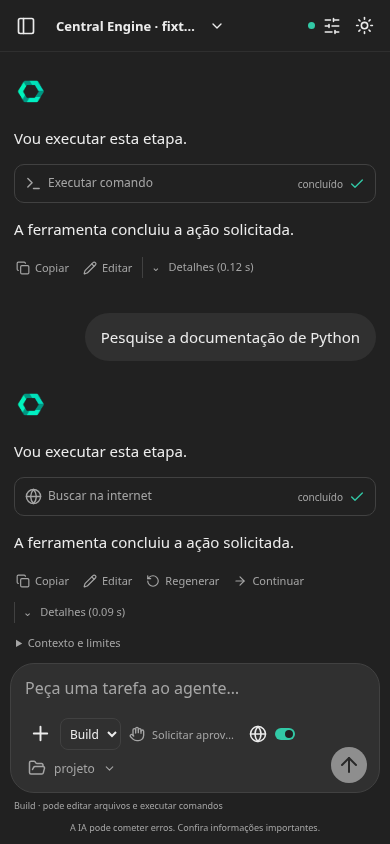 Central Engine · fixt...
Vou executar esta etapa.
Executar comando concluído
A ferramenta concluiu a ação solicitada.
Copiar Editar Detalhes (0.12 s)
Pesquise a documentação de Python
Vou executar esta etapa.
Buscar na internet concluído
A ferramenta concluiu a ação solicitada.
Copiar Editar Regenerar Continuar
Detalhes (0.09 s)
Contexto e limites
Peça uma tarefa ao agente...
Build Solicitar aprov...
projeto
Build · pode editar arquivos e executar comandos
A IA pode cometer erros. Confira informações importantes.